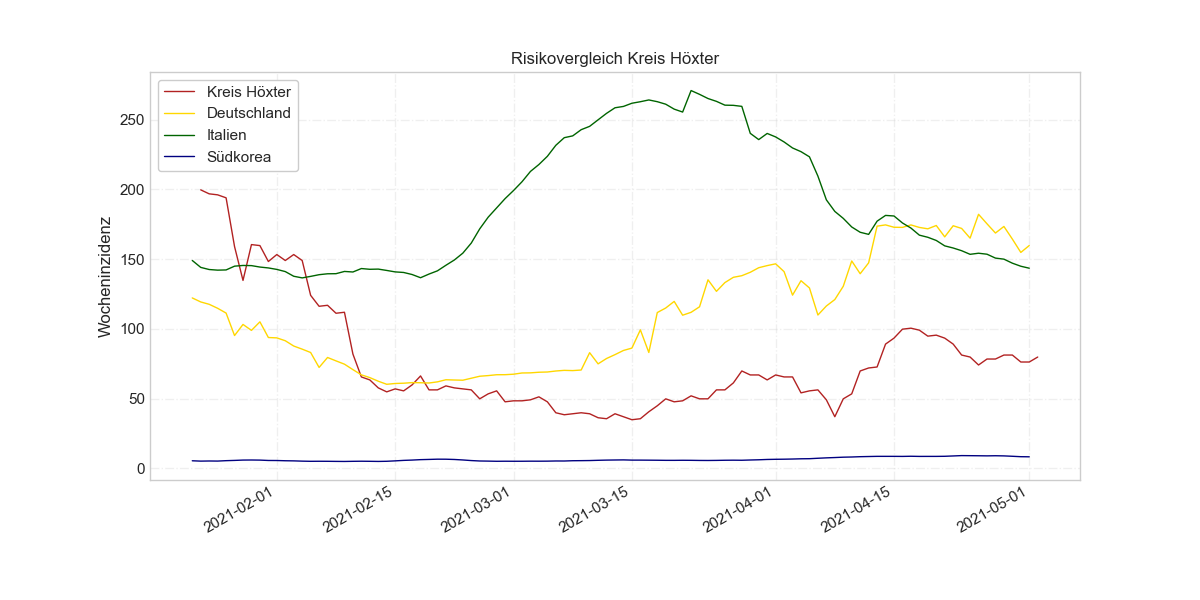 Risikovergleich Kreis Höxter
Kreis Höxter
Deutschland
Italien
Südkorea
Wocheninzidenz
250
200
150
100
50
0
2021-02-01
2021-02-15
2021-03-01
2021-03-15
2021-04-01
2021-04-15
2021-05-01